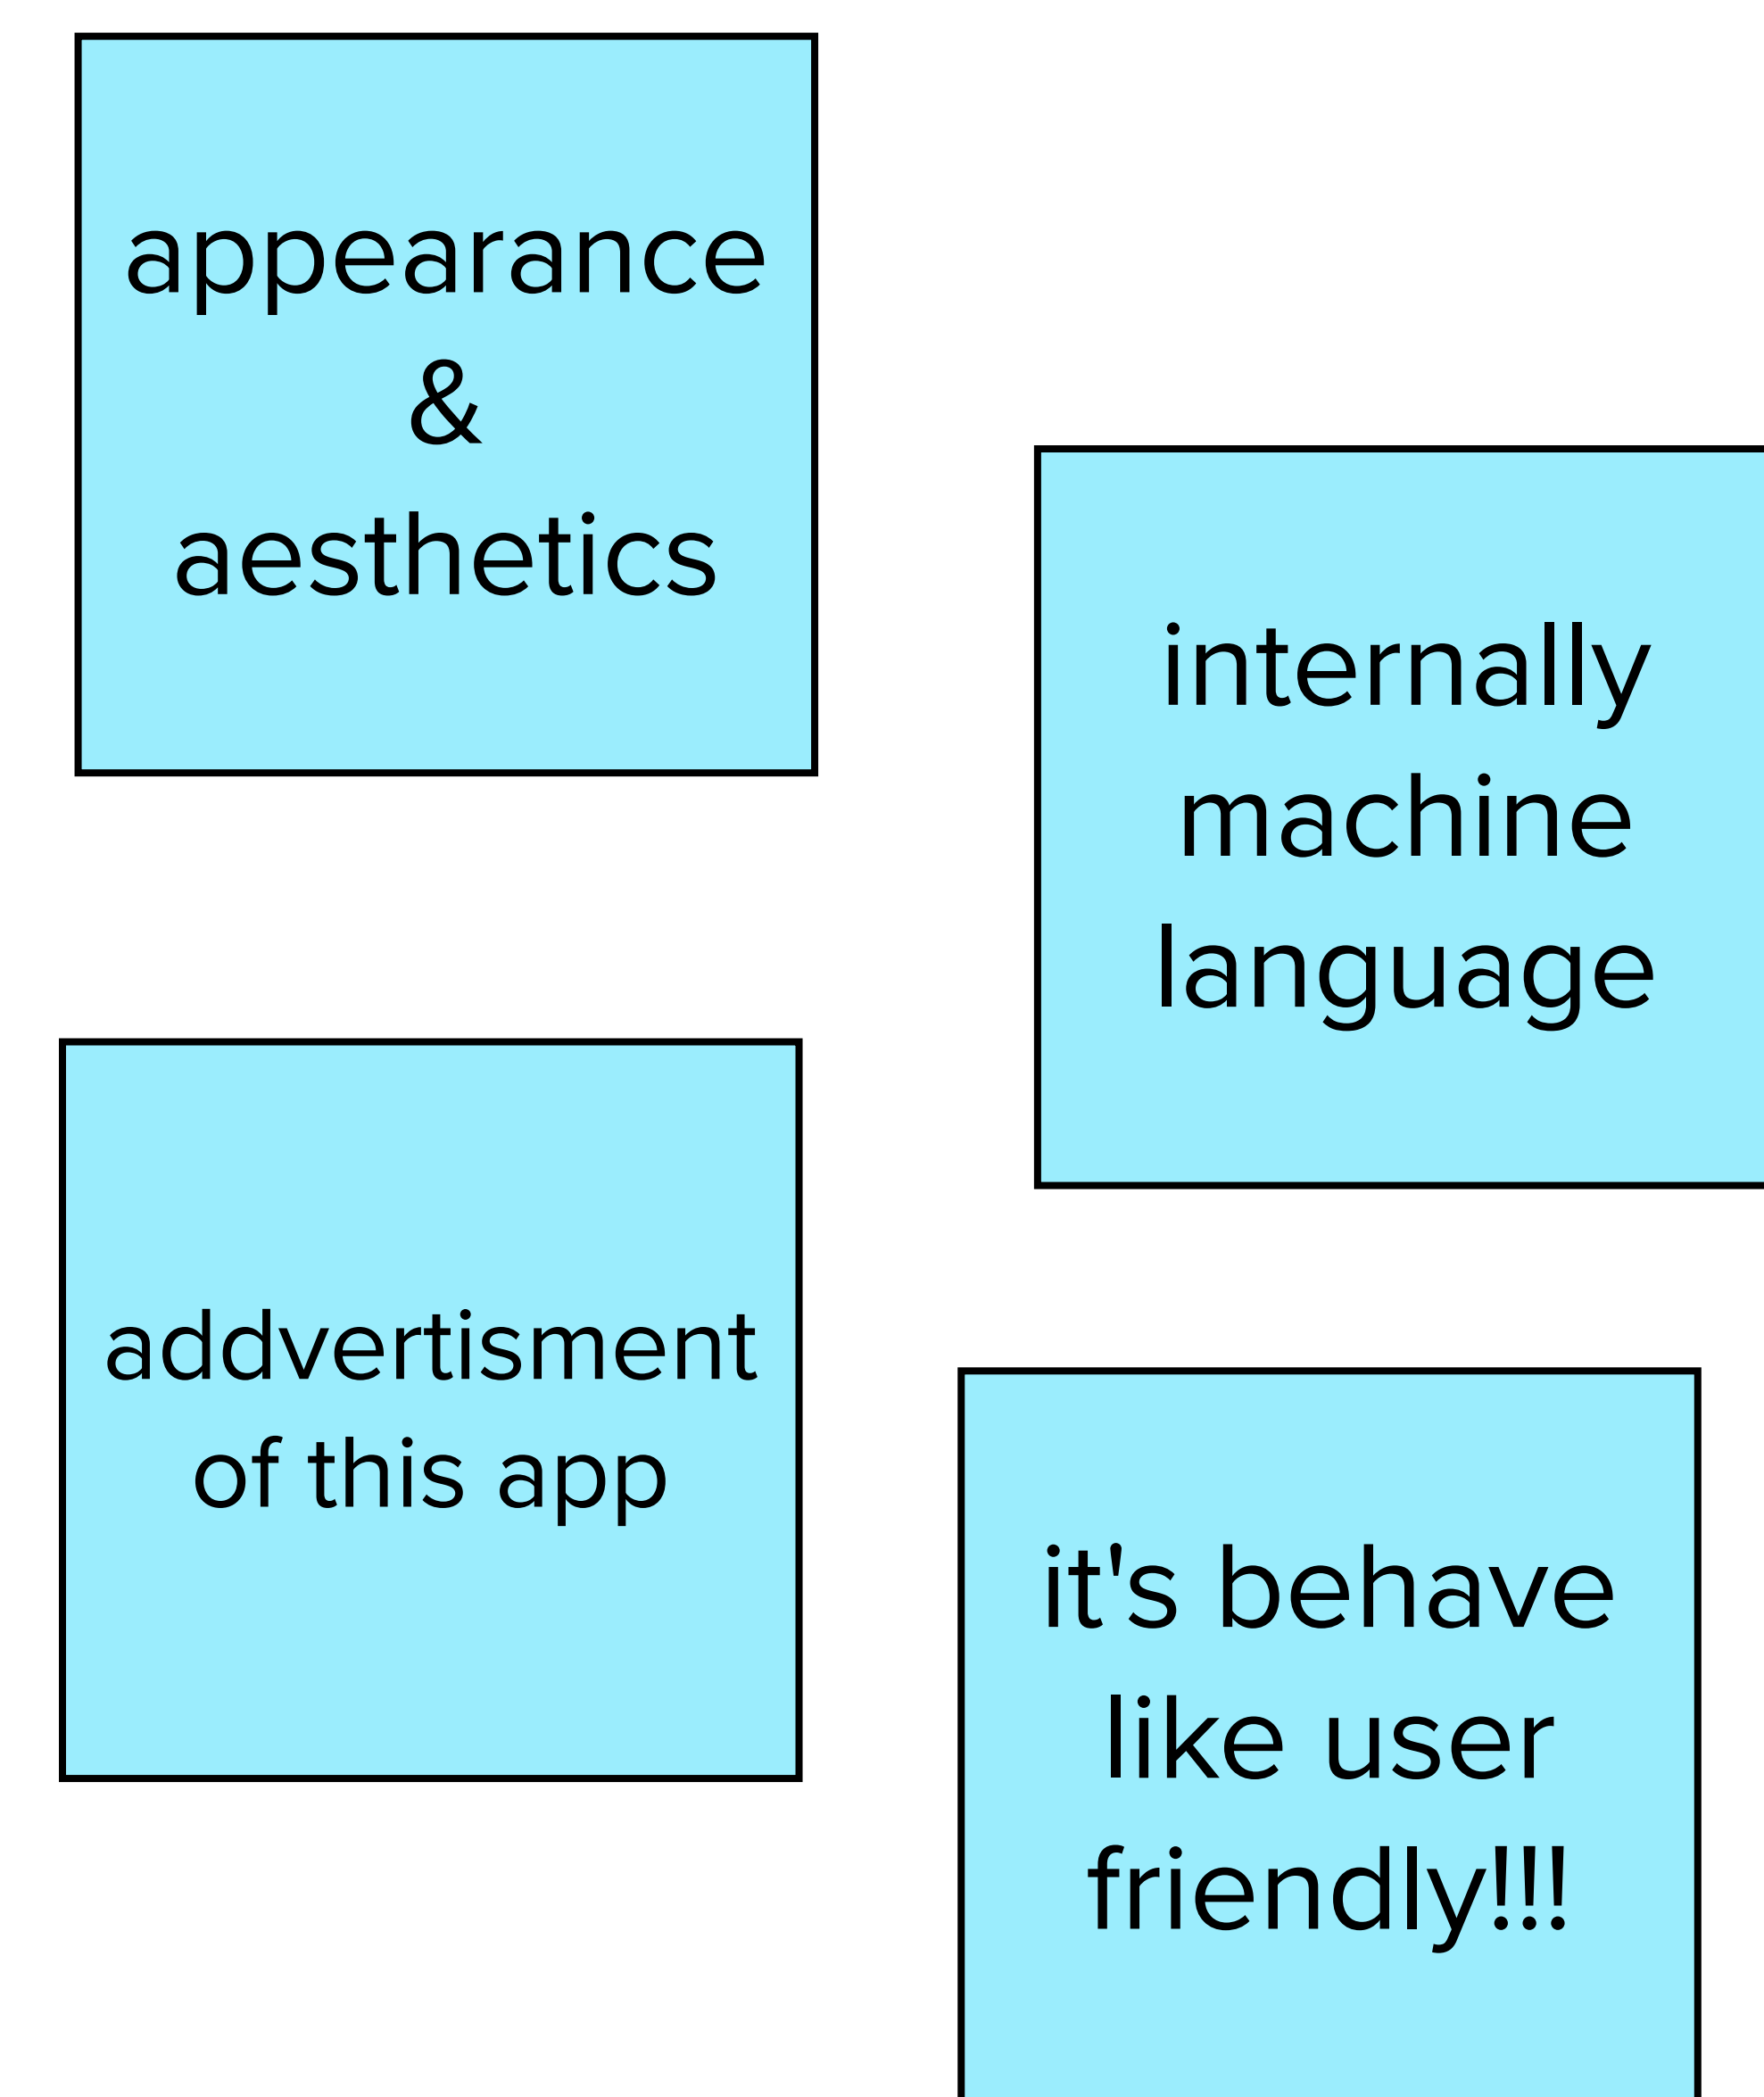 appearance
&
aesthetics
internally
machine
language
addvertisment
of this app
it's behave
like user
friendly!!!